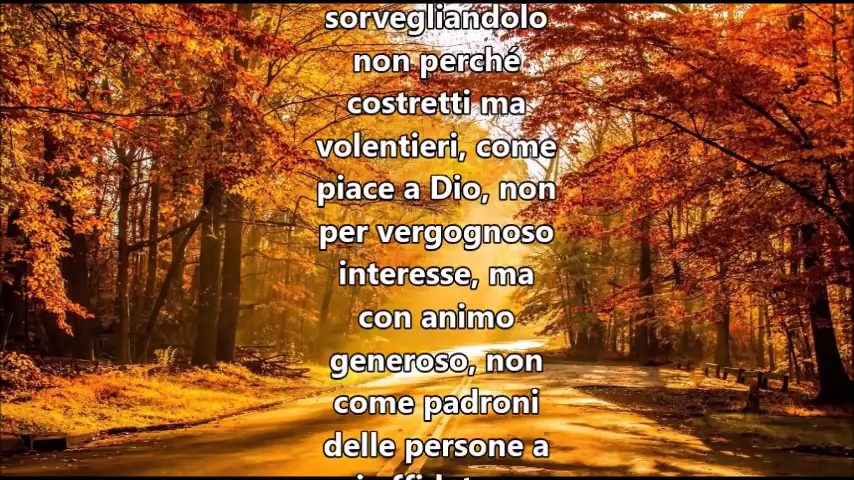 sorvegliandolo
non perché
costretti ma
volentieri, come
piace a Dio, non
per vergognoso
interesse, ma
con animo
generoso, non
come padroni
delle persone a